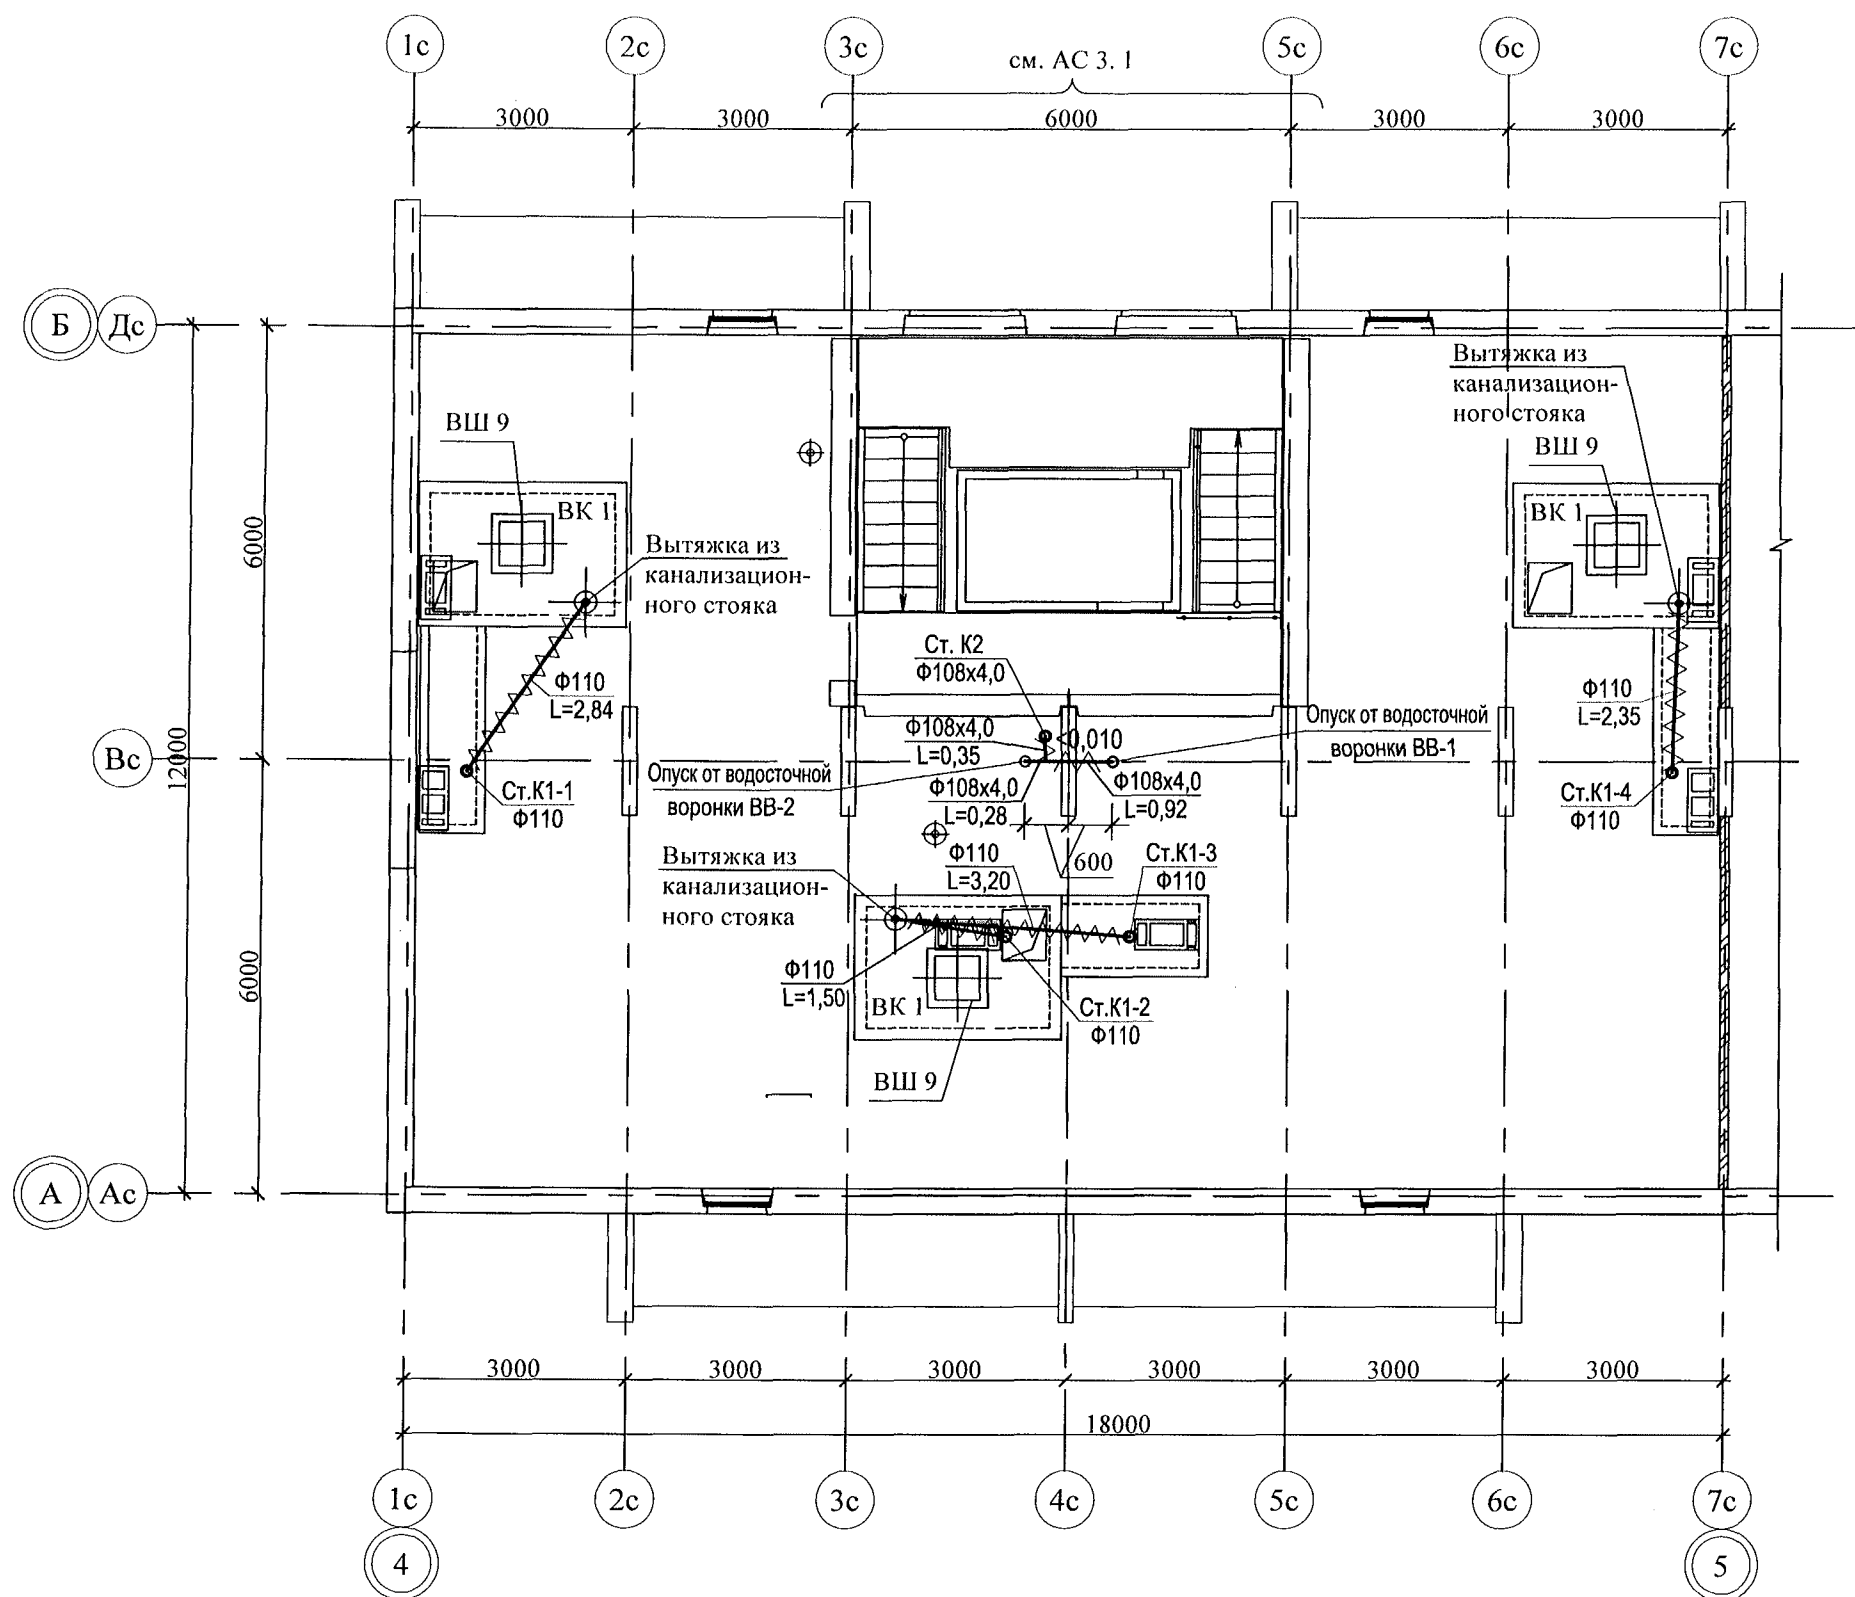 1с
2с
3с
5с
6с
7с
см. АС 3. 1
3000
3000
6000
3000
3000
Б
Дс
Вытяжка из
канализацион-
ного стояка
ВШ 9
ВШ 9
ВК 1
ВК 1
6000
Вытяжка из
канализацион-
ного стояка
Ст. К2
Ф108х4,0
Ф110
L=2,84
Ф110
L=2,35
Ф108х4,0
L=0,35
0,010
Опуск от водосточной
воронки ВВ-1
Вс
12000
Опуск от водосточной
воронки ВВ-2
Ф108х4,0
L=0,28
Ф108х4,0
L=0,92
Ст.К1-1
Ф110
Ст.К1-4
Ф110
600
Вытяжка из
канализацион-
ного стояка
Ф110
L=3,20
Ст.К1-3
Ф110
6000
Ф110
L=1,50
ВК 1
Ст.К1-2
Ф110
ВШ 9
А
Ас
3000
3000
3000
3000
3000
3000
18000
1с
2с
3с
4с
5с
6с
7с
4
5